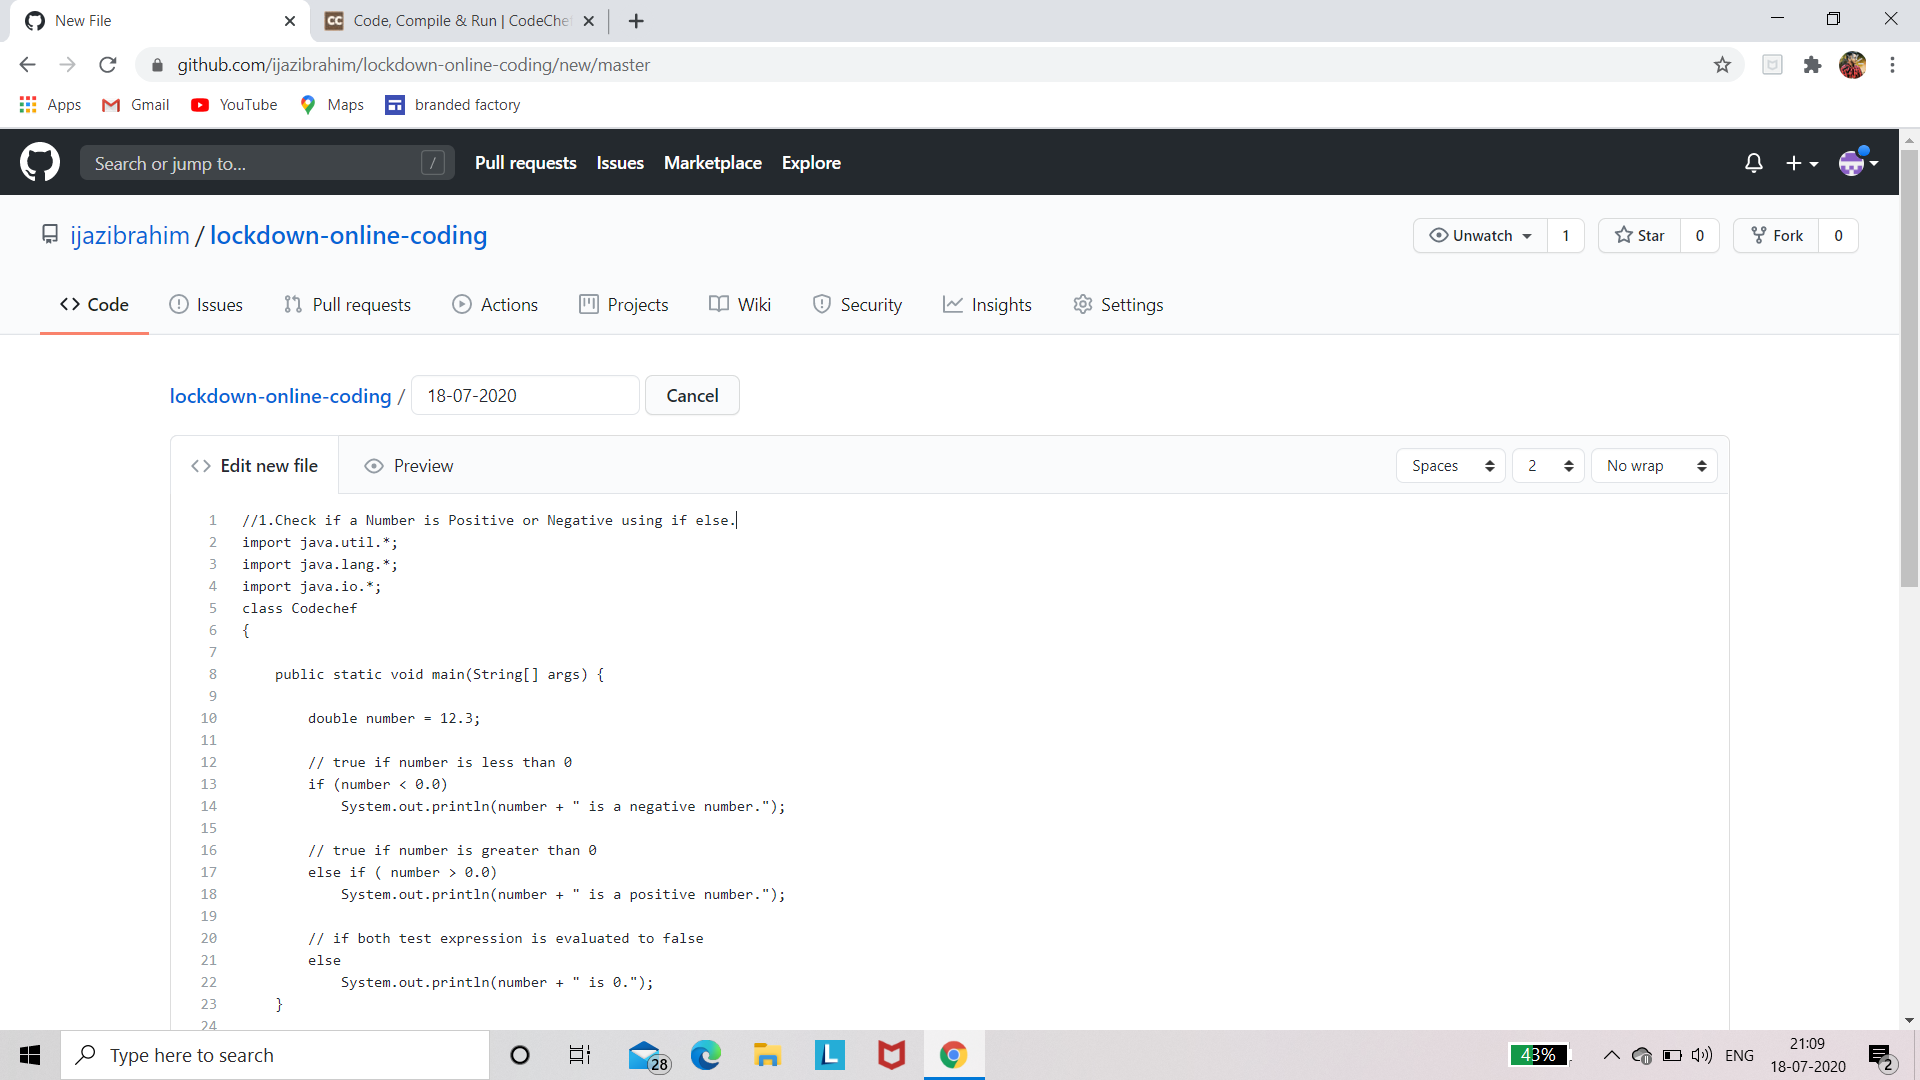 New File
Code, Compile & Run | CodeChe
github.com/ijazibrahim/lockdown-online-coding/new/master
Apps
Gmail
YouTube
Maps
branded factory
Search or jump to...
/
Pull requests
Issues
Marketplace
Explore
ijazibrahim / lockdown-online-coding
Unwatch
1
Star
0
Fork
0
Code
Issues
Pull requests
Actions
Projects
Wiki
Security
Insights
Settings
lockdown-online-coding / 18-07-2020
Cancel
Edit new file
Preview
Spaces
2
No wrap
1 //1.Check if a Number is Positive or Negative using if else.
2 import java.util.*;
3 import java.lang.*;
4 import java.io.*;
5 class Codechef
6 {
7
8 public static void main(String[] args) {
9
10 double number = 12.3;
11
12 // true if number is less than 0
13 if (number < 0.0)
14 System.out.println(number + " is a negative number.");
15
16 // true if number is greater than 0
17 else if ( number > 0.0)
18 System.out.println(number + " is a positive number.");
19
20 // if both test expression is evaluated to false
21 else
22 System.out.println(number + " is 0.");
23 }
24
Type here to search
28
L
43%
ENG
21:09
18-07-2020
2